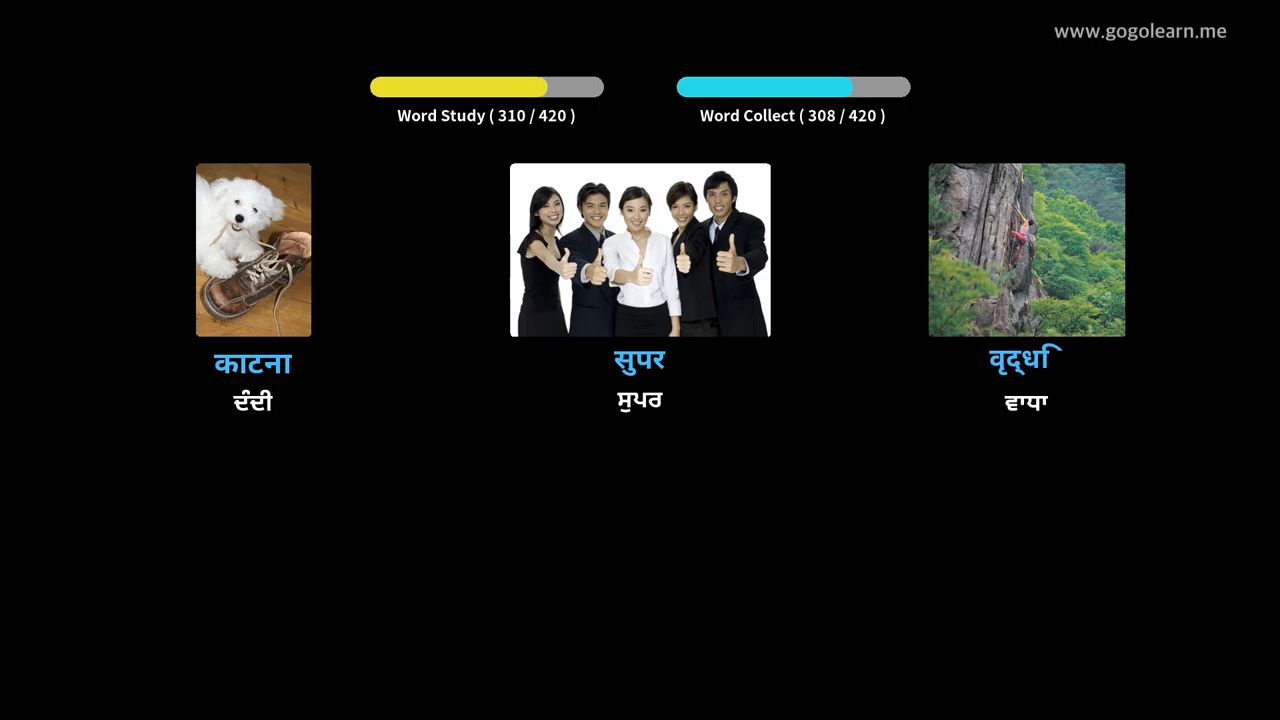 www.gogolearn.me
Word Study ( 310 / 420 )
Word Collect ( 308 / 420 )
काटना
सुपर
वृद्धि
ਦੰਦੀ
ਸੁਪਰ
ਵਾਧਾ